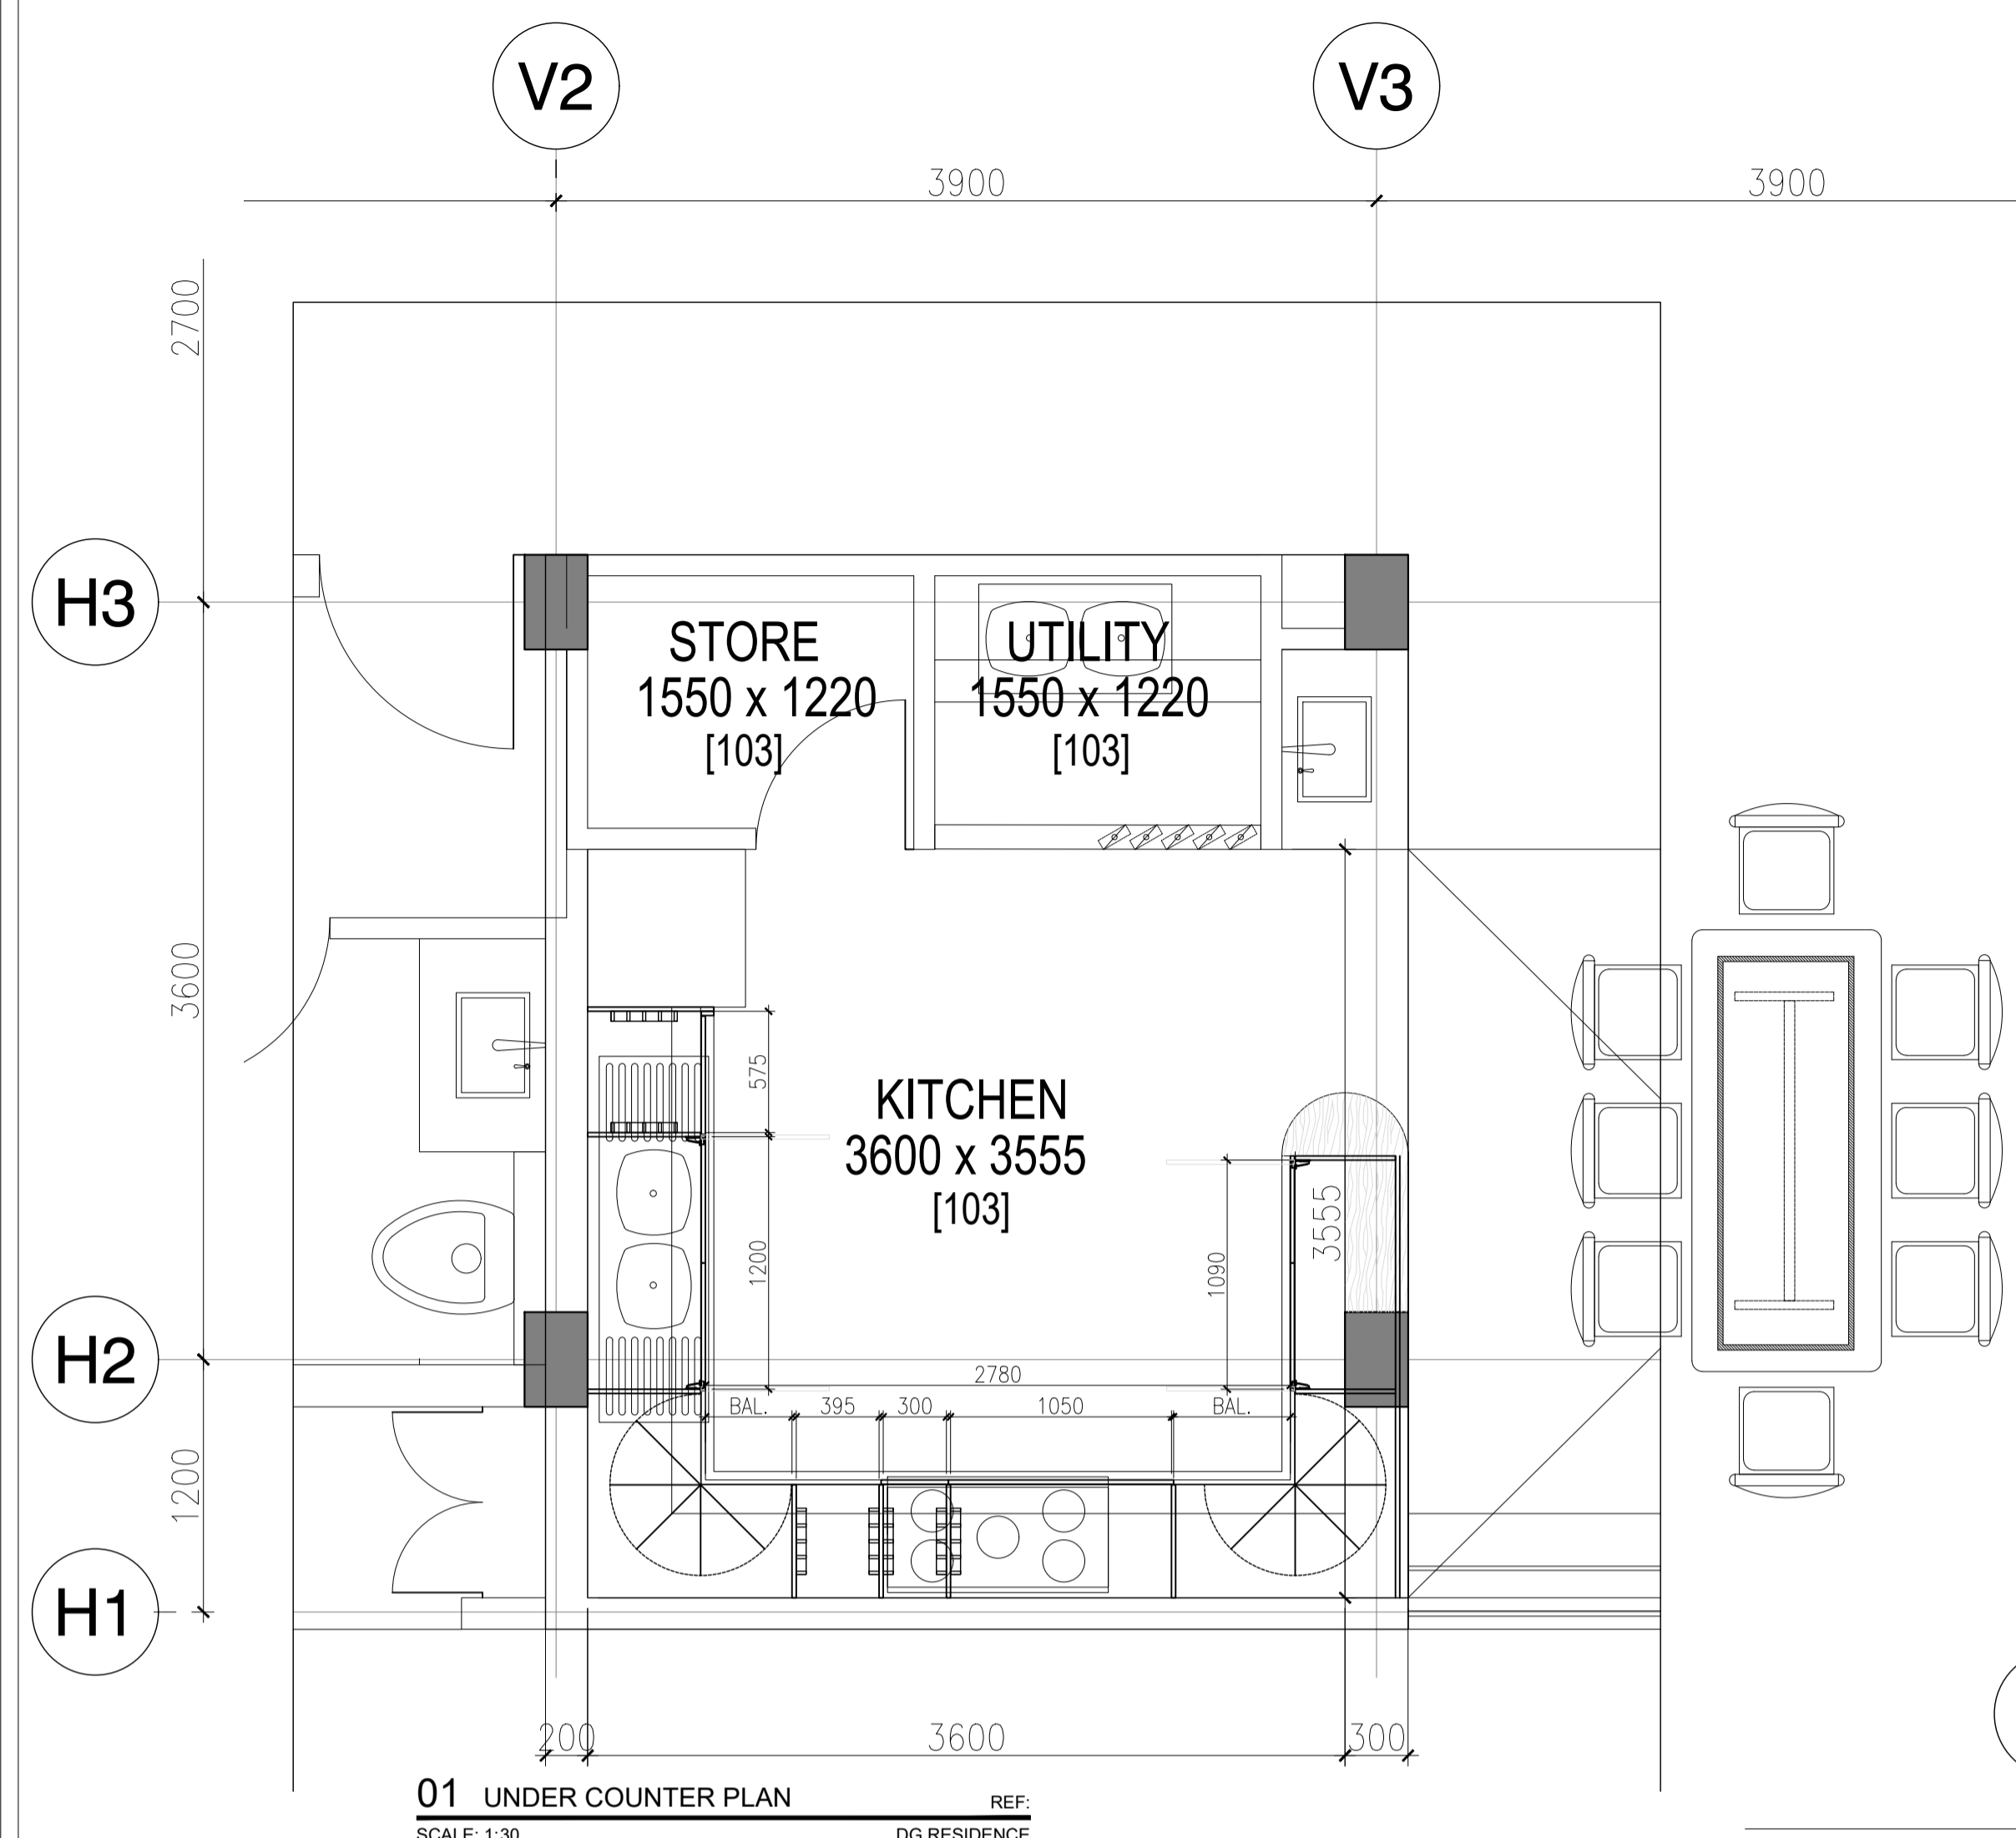 V2
V3
3900
3900
2700
H3
STORE
1550 x 1220
[103]
UTILITY
1550 x 1220
[103]
3600
575
KITCHEN
3600 x 3555
[103]
3555
1200
1090
H2
2780
BAL.
395
300
1050
BAL.
1200
H1
200
3600
300
01 UNDER COUNTER PLAN REF:
SCALE: 1:30 DG RESIDENCE